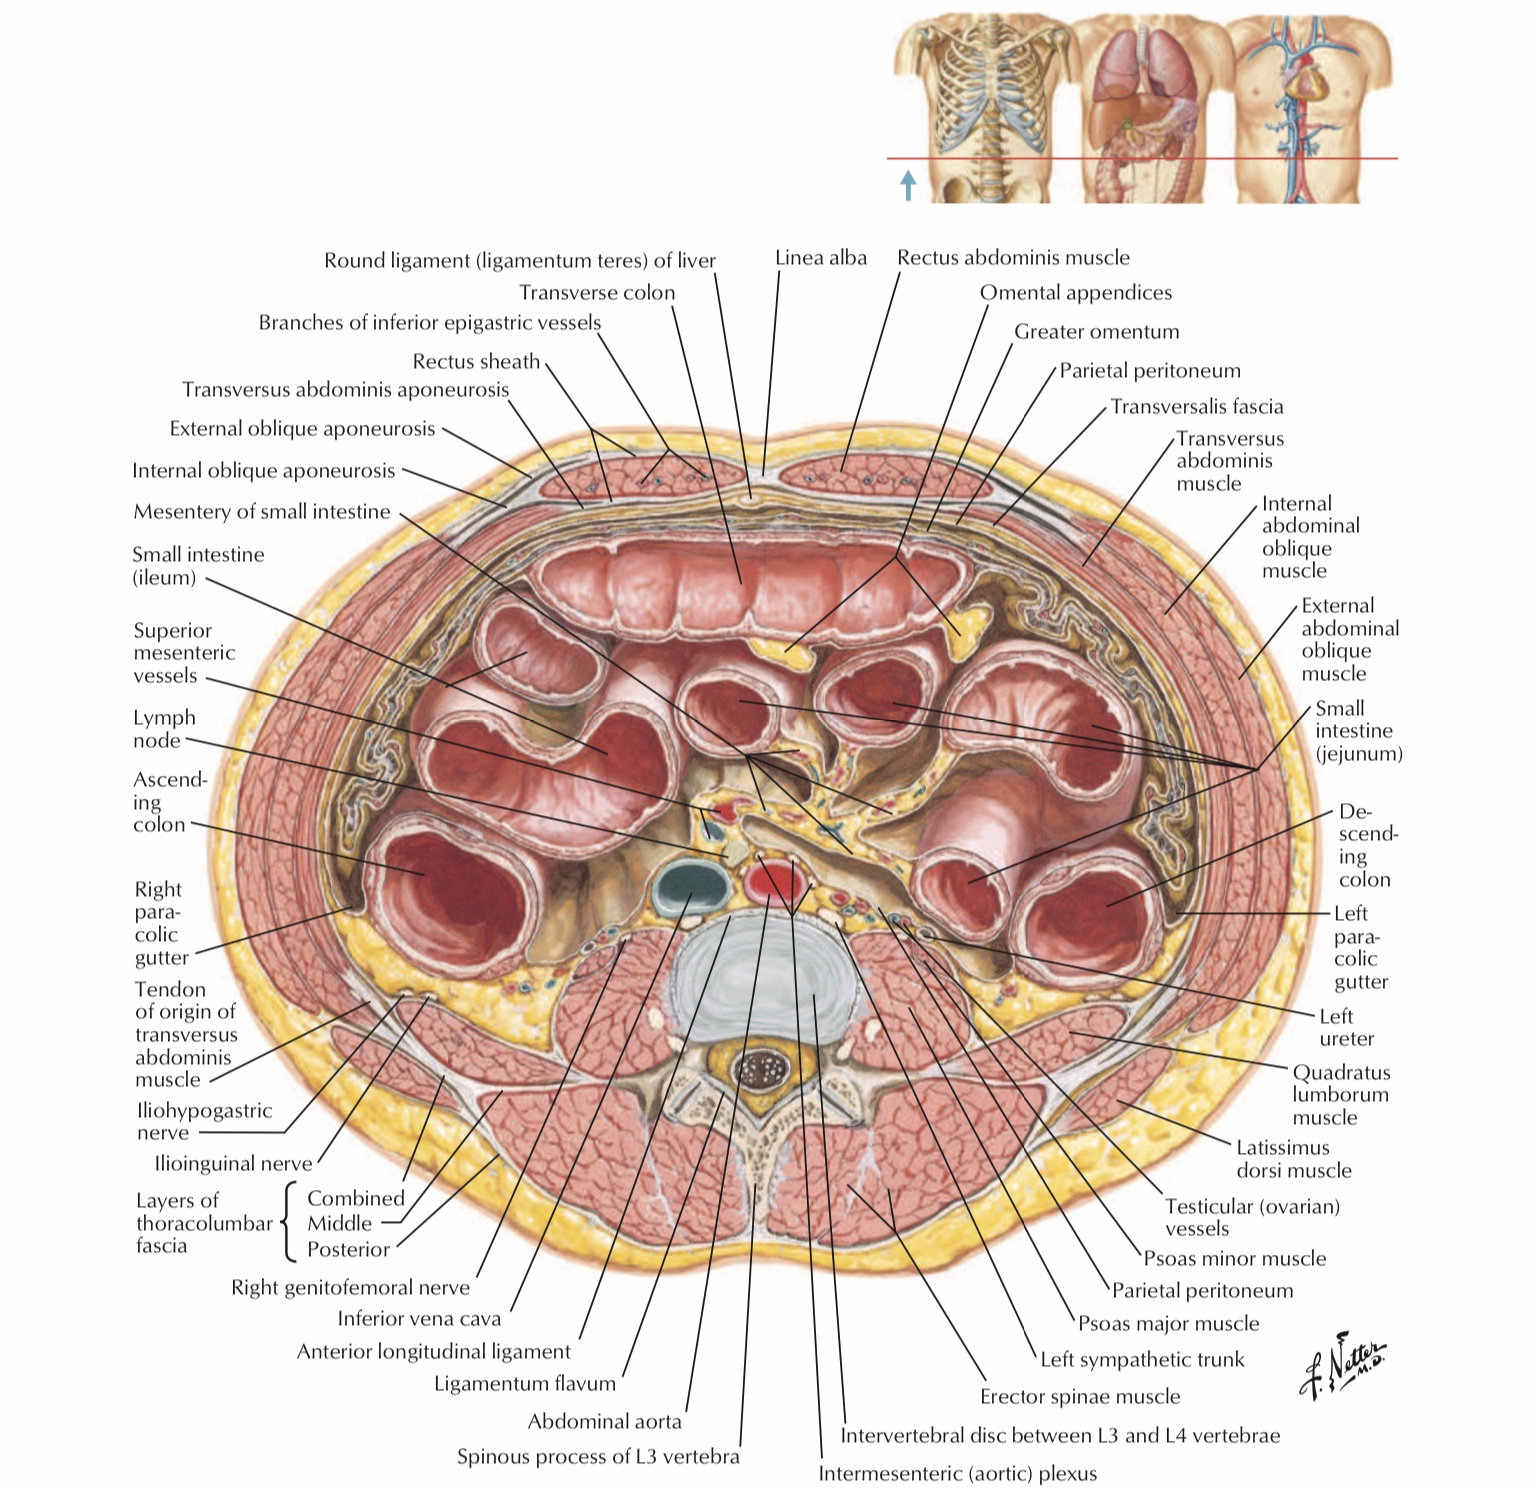 Round ligament (ligamentum teres) of liver
Linea alba
Rectus abdominis muscle
Transverse colon
Omental appendices
Branches of inferior epigastric vessels
Greater omentum
Rectus sheath
Parietal peritoneum
Transversus abdominis aponeurosis
Transversalis fascia
External oblique aponeurosis
Transversus
abdominis
muscle
Internal oblique aponeurosis
Internal
abdominal
oblique
muscle
Mesentery of small intestine
Small intestine
(ileum)
External
abdominal
oblique
muscle
Superior
mesenteric
vessels
Small
intestine
(jejunum)
Lymph
node
Ascend-
ing
colon
De-
scend-
ing
colon
Right
para-
colic
gutter
Left
para-
colic
gutter
Tendon
of origin of
transversus
abdominis
muscle
Left
ureter
Quadratus
lumborum
muscle
Iliohypogastric
nerve
Latissimus
dorsi muscle
Ilioinguinal nerve
Layers of
thoracolumbar
fascia
Combined
Middle
Posterior
Testicular (ovarian)
vessels
Psoas minor muscle
Right genitofemoral nerve
Parietal peritoneum
Inferior vena cava
Psoas major muscle
Anterior longitudinal ligament
Left sympathetic trunk
Ligamentum flavum
Erector spinae muscle
Abdominal aorta
Intervertebral disc between L3 and L4 vertebrae
Spinous process of L3 vertebra
Intermesenteric (aortic) plexus
F. Netter
M.D.